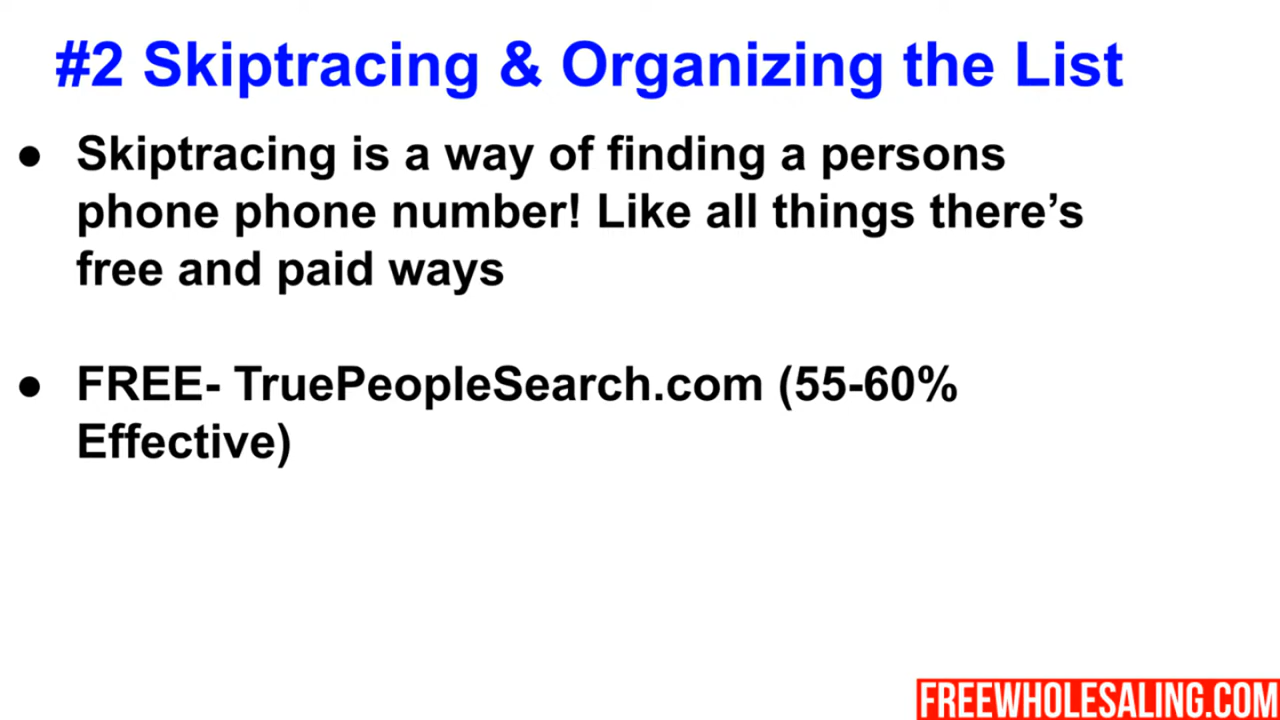 #2 Skiptracing & Organizing the List
● Skiptracing is a way of finding a persons
phone phone number! Like all things there’s
free and paid ways
● FREE- TruePeopleSearch.com (55-60%
Effective)
FREEWHOLESALING.COM